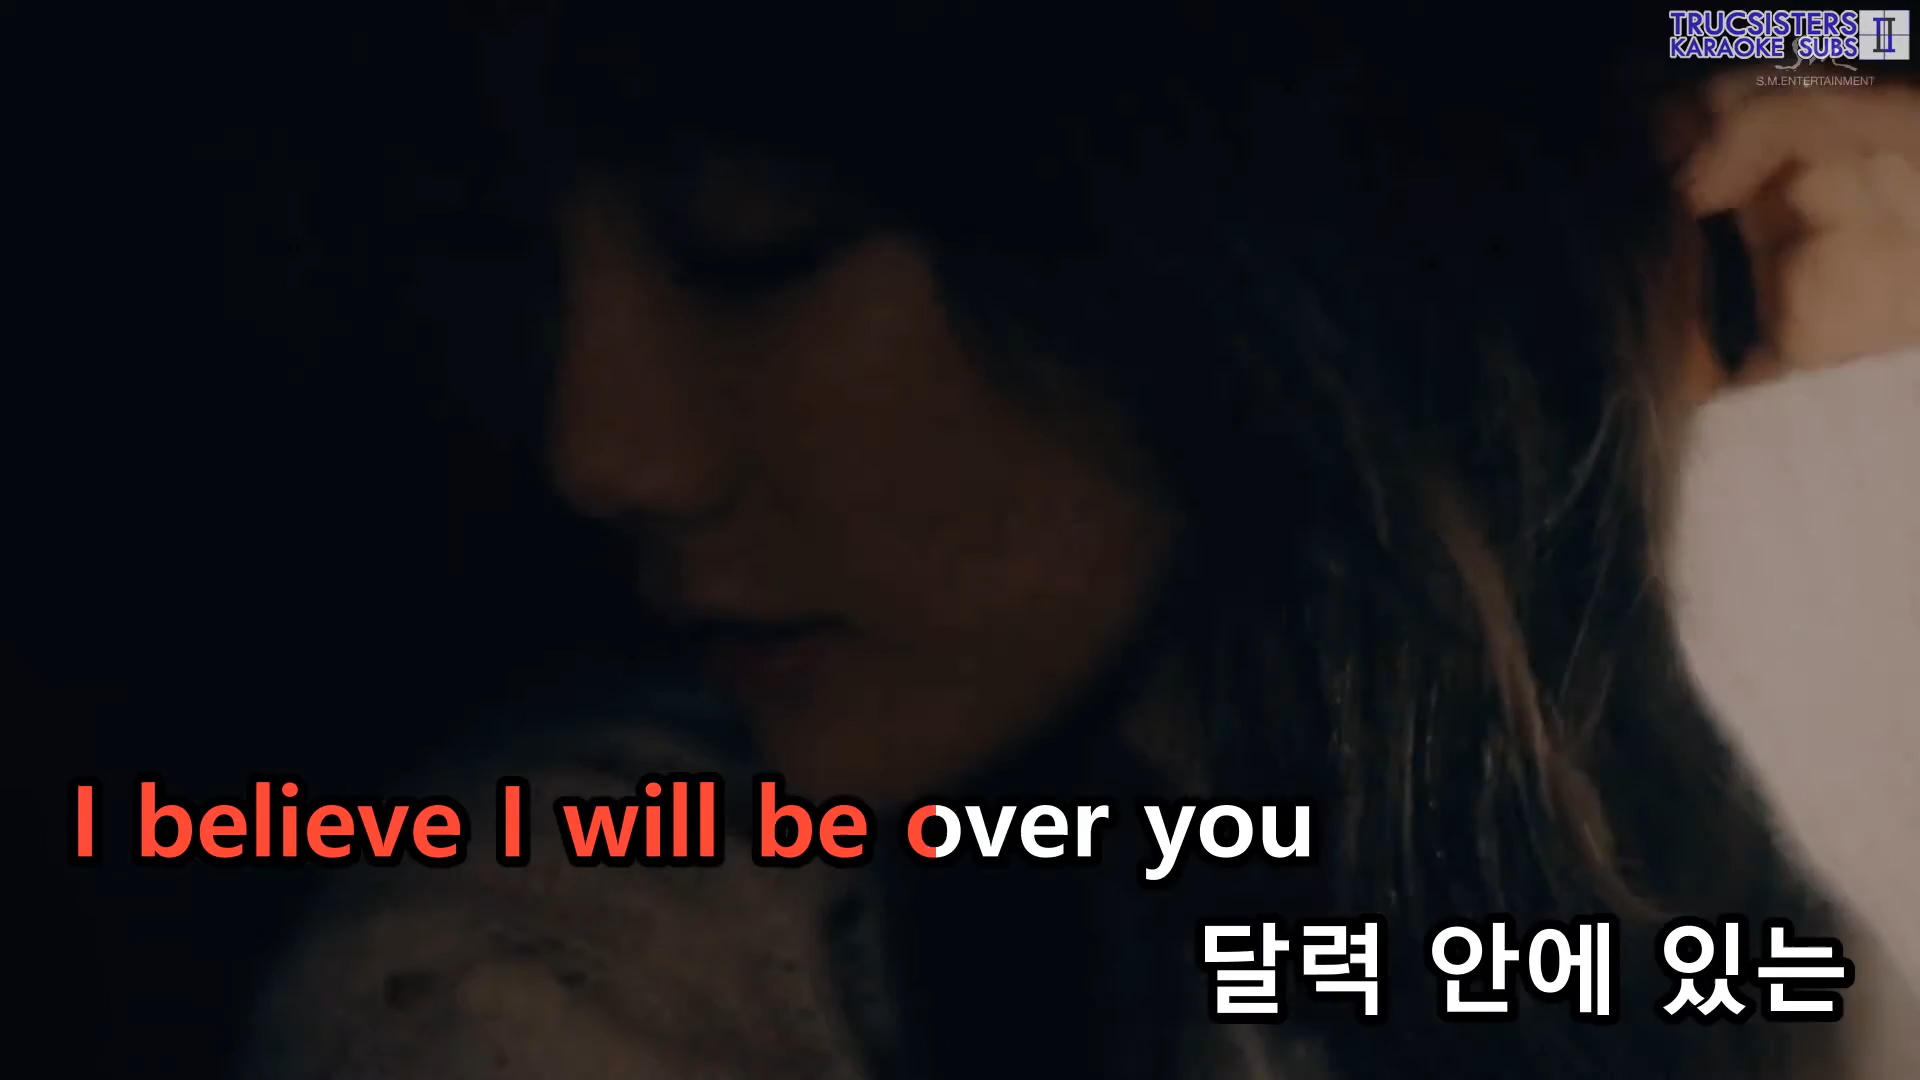 TRUCSISTERS
KARAOKE SUBS II
S.M.ENTERTAINMENT
I believe I will be over you
달력 안에 있는